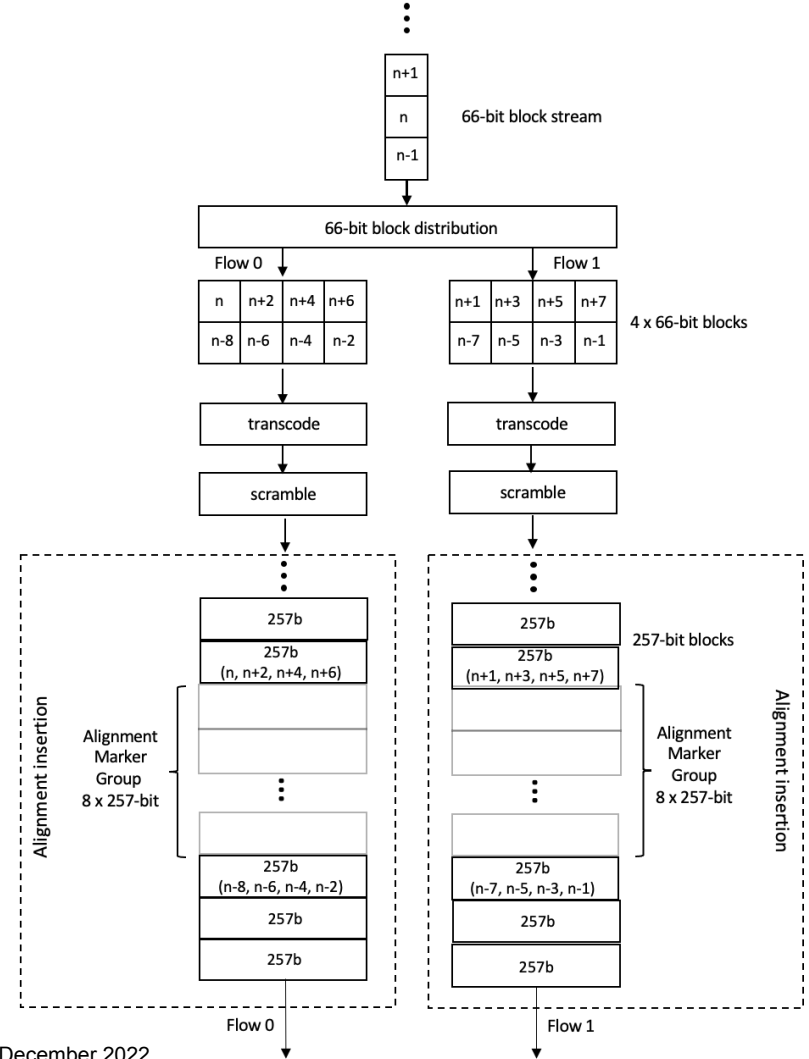 n+1
n
n-1
66-bit block stream
66-bit block distribution
Flow 0
Flow 1
n n+2 n+4 n+6
n-8 n-6 n-4 n-2
n+1 n+3 n+5 n+7
n-7 n-5 n-3 n-1
4 x 66-bit blocks
transcode
transcode
scramble
scramble
Alignment insertion
257b
257b
(n, n+2, n+4, n+6)
Alignment
Marker
Group
8 x 257-bit
257b
(n-8, n-6, n-4, n-2)
257b
257b
Flow 0
257b
257-bit blocks
257b
(n+1, n+3, n+5, n+7)
Alignment
Marker
Group
8 x 257-bit
Alignment insertion
257b
(n-7, n-5, n-3, n-1)
257b
257b
Flow 1
December 2022